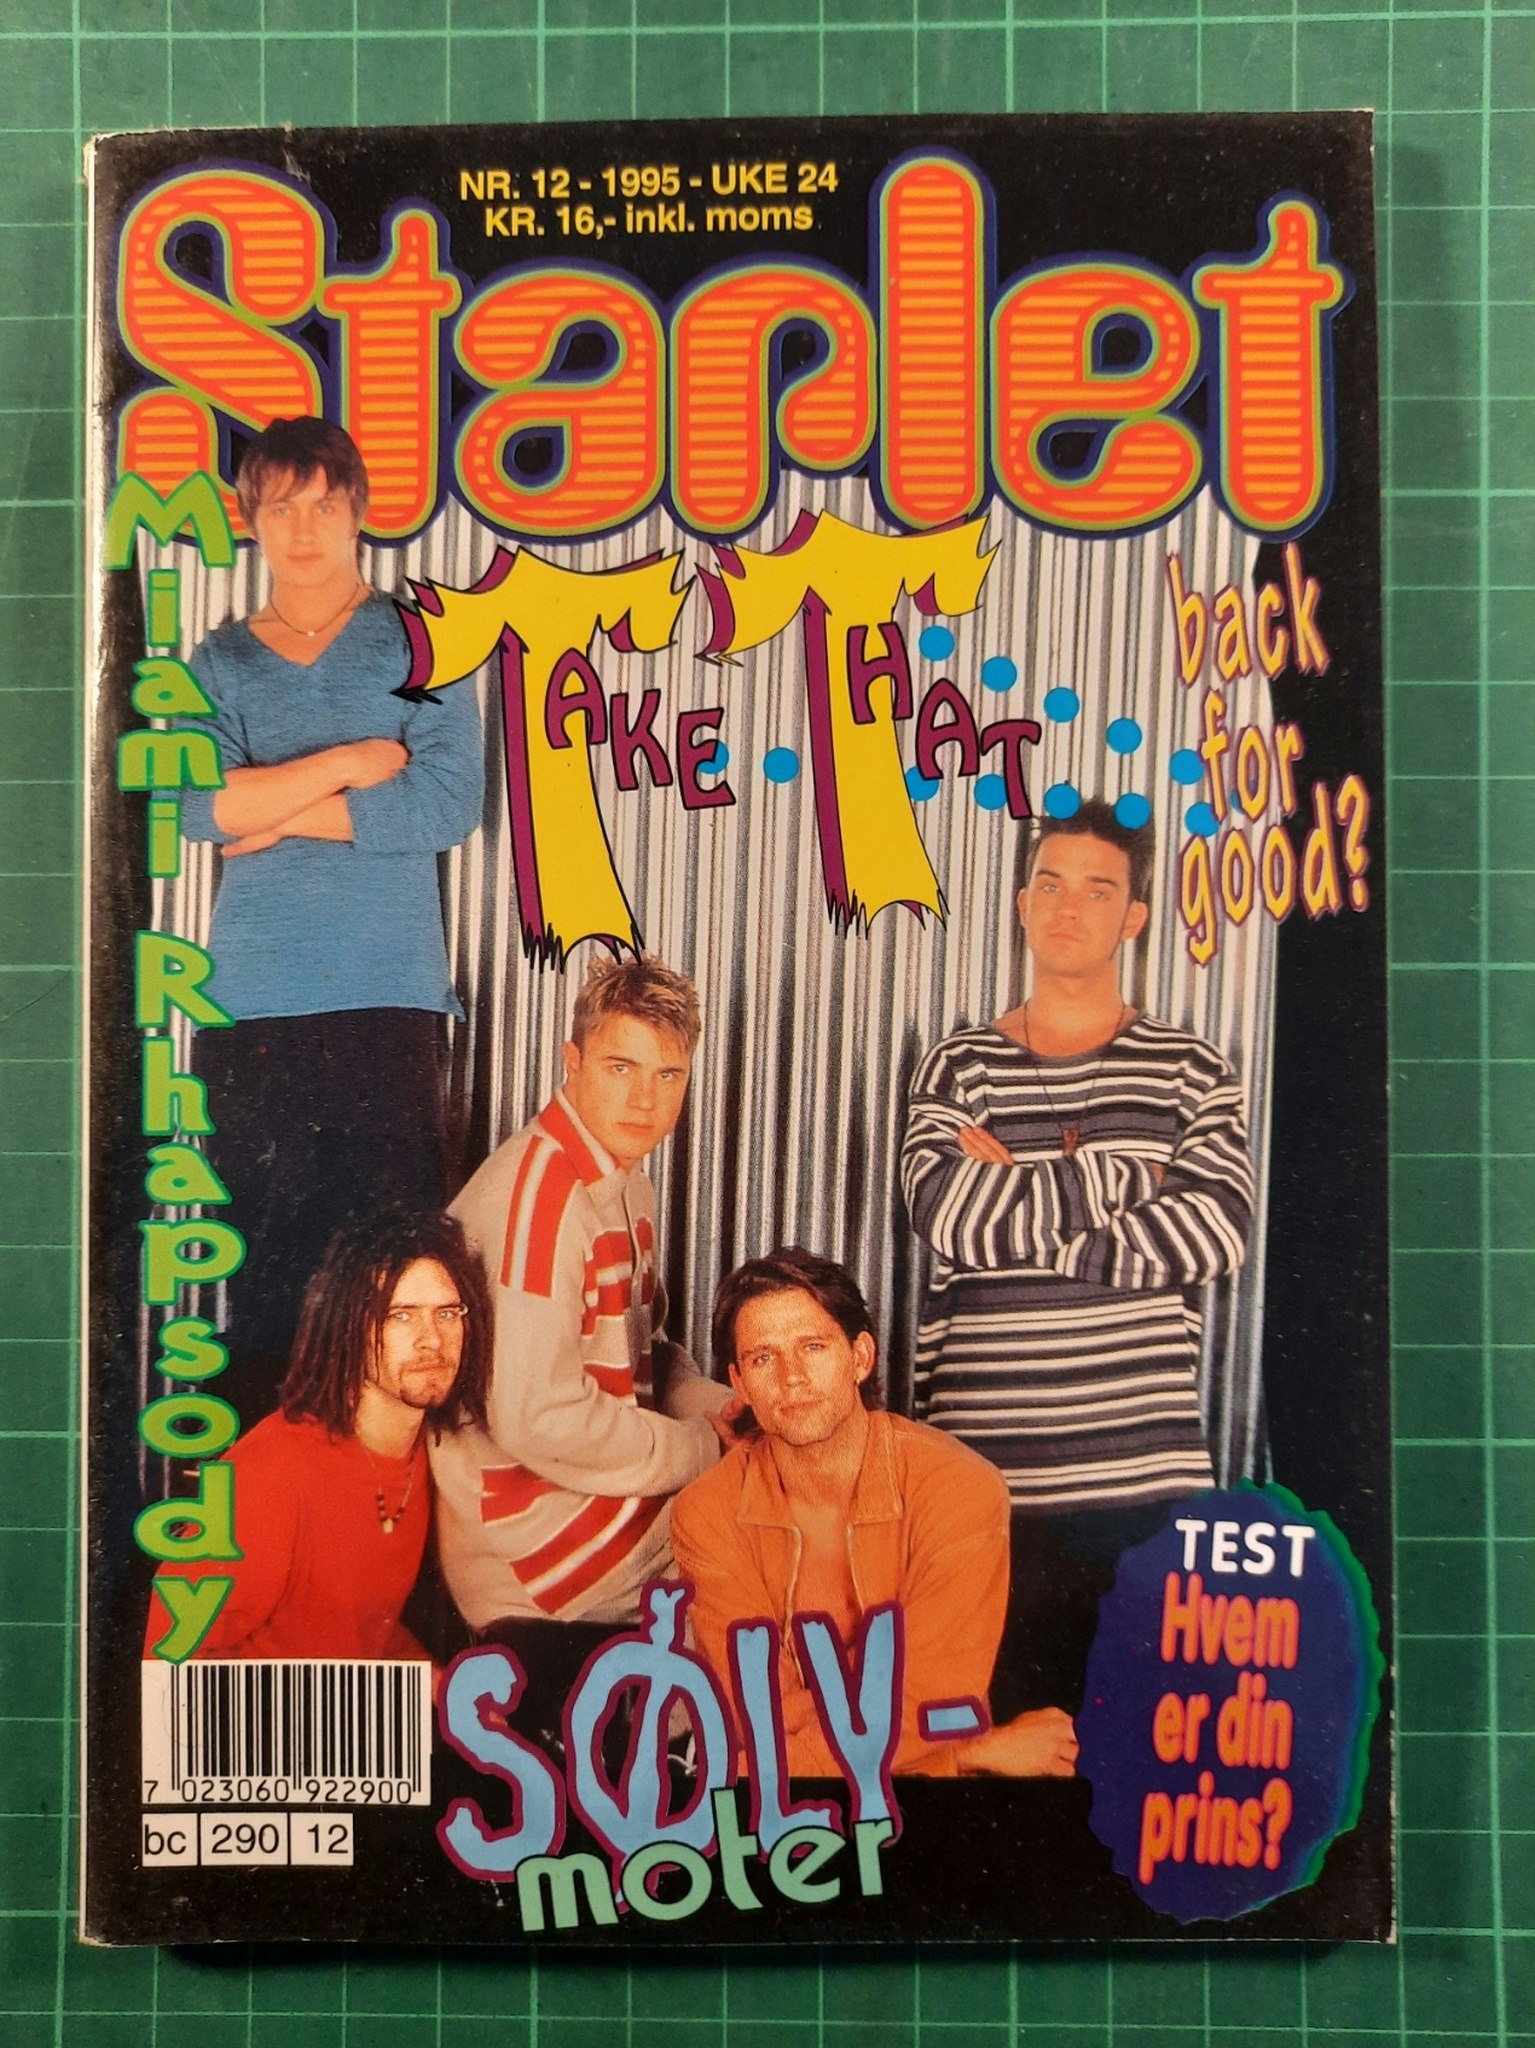 NR. 12 - 1995 - UKE 24
KR. 16,- inkl. moms
Starlet
Miami Rhapsody
TAKE THAT..........
back
for
good?
TEST
Hvem
er din
prins?
SØLY-
moter
7 023060 922900
bc 290 12